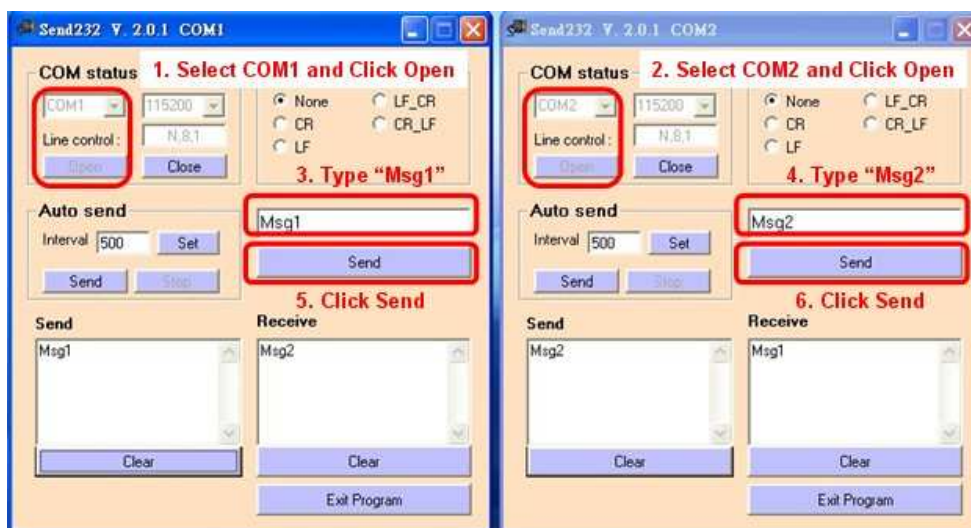 Send232 V. 2.0.1 COM1
COM status
1. Select COM1 and Click Open
COM1
115200
None
LF_CR
Line control :
N,8,1
CR
CR_LF
LF
Open
Close
3. Type “Msg1”
Auto send
Msg1
Interval
500
Set
Send
Send
Stop
5. Click Send
Send
Receive
Msg1
Msg2
Clear
Clear
Exit Program
Send232 V. 2.0.1 COM2
COM status
2. Select COM2 and Click Open
COM2
115200
None
LF_CR
Line control :
N,8,1
CR
CR_LF
LF
Open
Close
4. Type “Msg2”
Auto send
Msg2
Interval
500
Set
Send
Send
Stop
6. Click Send
Send
Receive
Msg2
Msg1
Clear
Clear
Exit Program